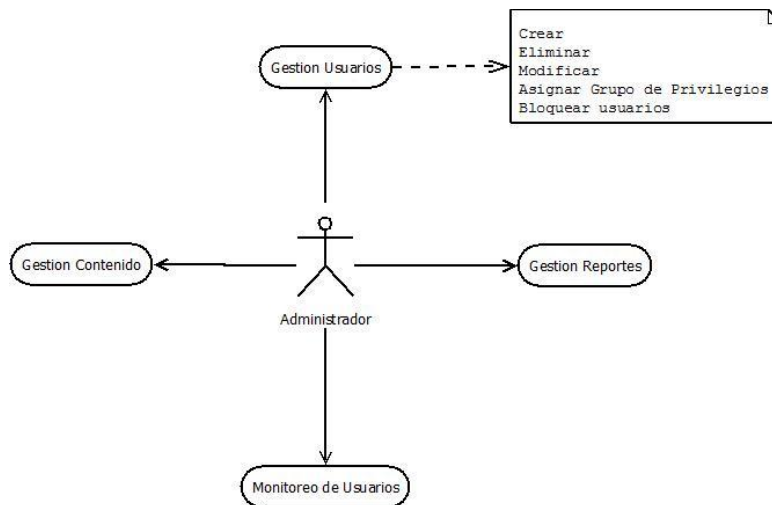 Crear
Eliminar
Modificar
Asignar Grupo de Privilegios
Bloquear usuarios
Gestion Usuarios
Gestion Contenido
Gestion Reportes
Administrador
Monitoreo de Usuarios